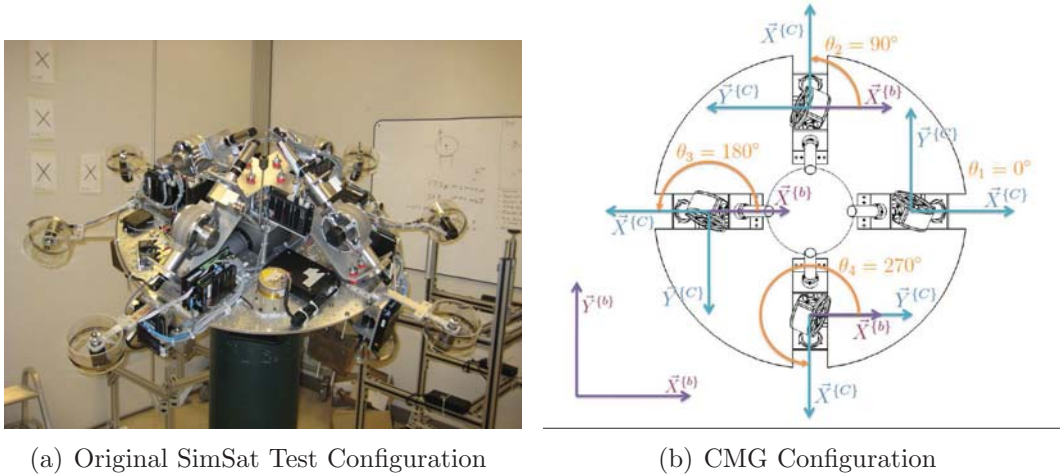 X⃗{C}
θ₂ = 90°
Y⃗{C}
X⃗{b}
Y⃗{C}
θ₃ = 180°
θ₁ = 0°
X⃗{b}
X⃗{C}
X⃗{C}
θ₄ = 270°
Y⃗{C}
Y⃗{C}
X⃗{b}
Y⃗{b}
X⃗{b}
X⃗{C}
(a) Original SimSat Test Configuration
(b) CMG Configuration